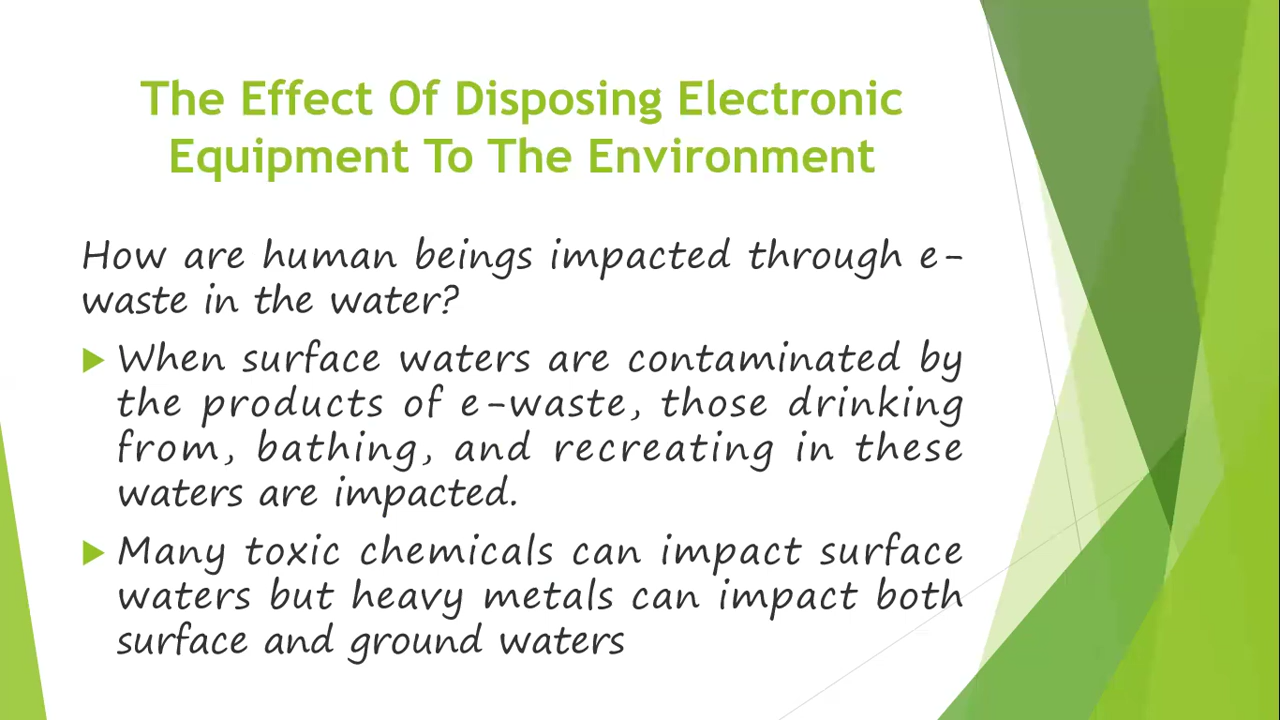 The Effect Of Disposing Electronic
Equipment To The Environment
How are human beings impacted through e-
waste in the water?
When surface waters are contaminated by
the products of e-waste, those drinking
from, bathing, and recreating in these
waters are impacted.
Many toxic chemicals can impact surface
waters but heavy metals can impact both
surface and ground waters